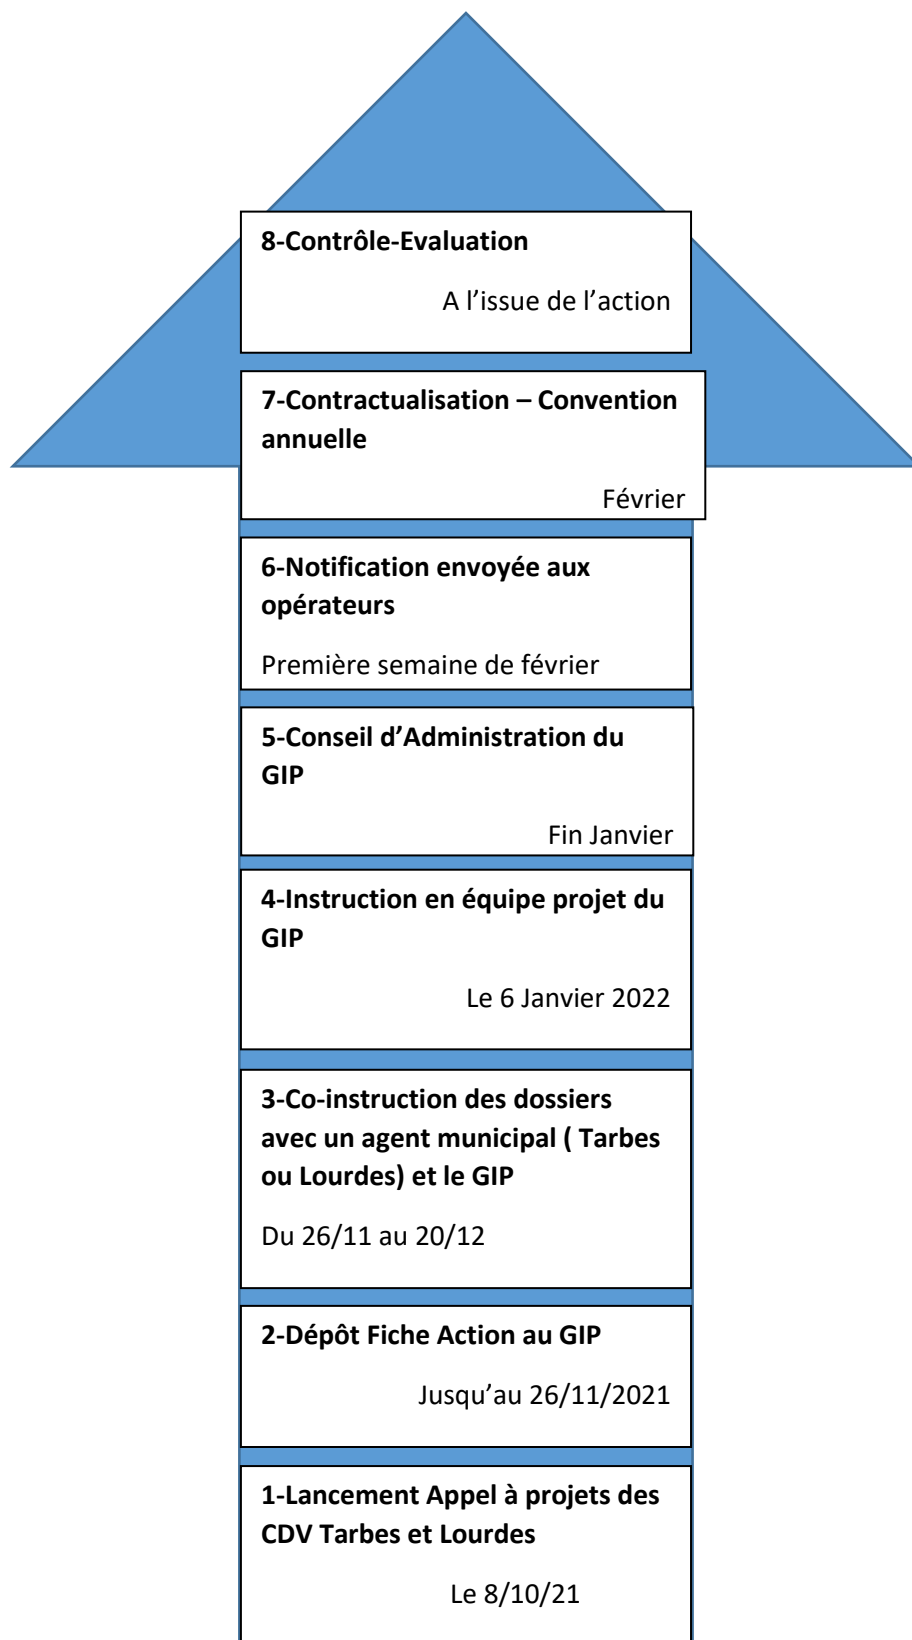 8-Contrôle-Evaluation
A l’issue de l’action
7-Contractualisation – Convention
annuelle
Février
6-Notification envoyée aux
opérateurs
Première semaine de février
5-Conseil d’Administration du
GIP
Fin Janvier
4-Instruction en équipe projet du
GIP
Le 6 Janvier 2022
3-Co-instruction des dossiers
avec un agent municipal ( Tarbes
ou Lourdes) et le GIP
Du 26/11 au 20/12
2-Dépôt Fiche Action au GIP
Jusqu’au 26/11/2021
1-Lancement Appel à projets des
CDV Tarbes et Lourdes
Le 8/10/21